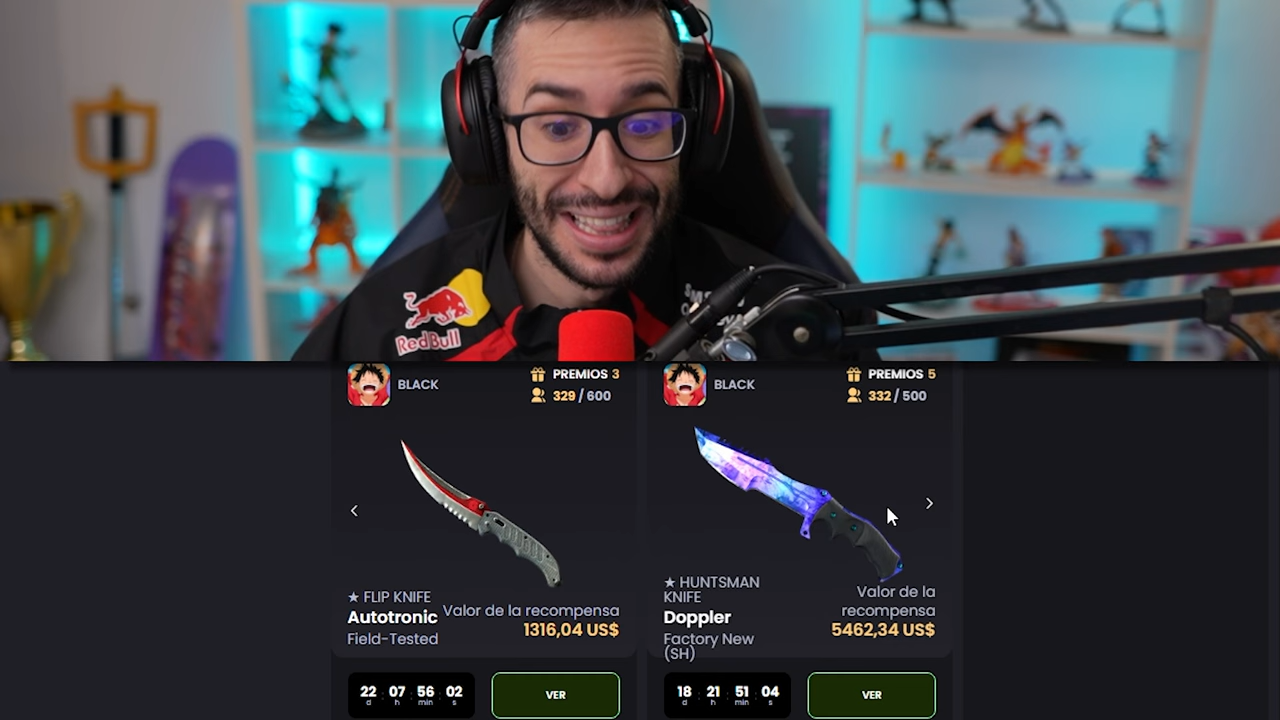 RedBull
BLACK
PREMIOS 3
329 / 600
★ FLIP KNIFE
Autotronic
Field-Tested
Valor de la recompensa
1316,04 US$
22 07 56 02
d h min s
VER
BLACK
PREMIOS 5
332 / 500
★ HUNTSMAN
KNIFE
Doppler
Factory New
(SH)
Valor de la
recompensa
5462,34 US$
18 21 51 04
d h min s
VER